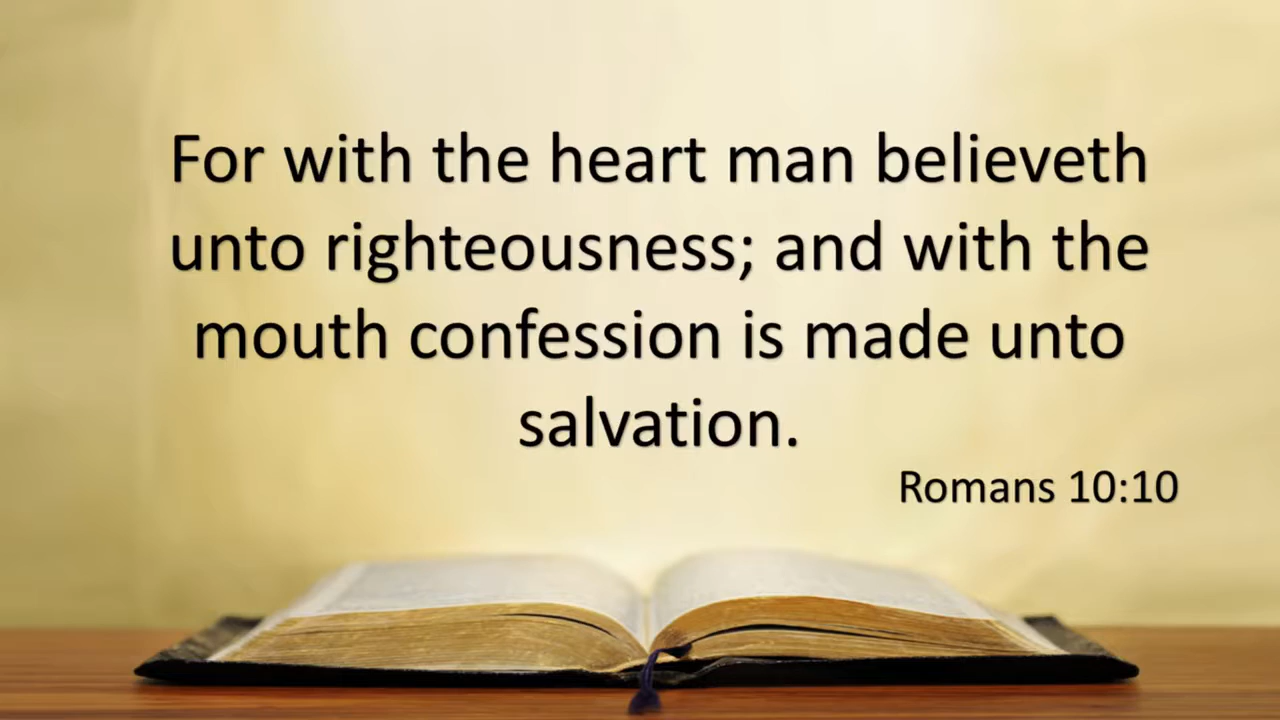 For with the heart man believeth
unto righteousness; and with the
mouth confession is made unto
salvation.
Romans 10:10